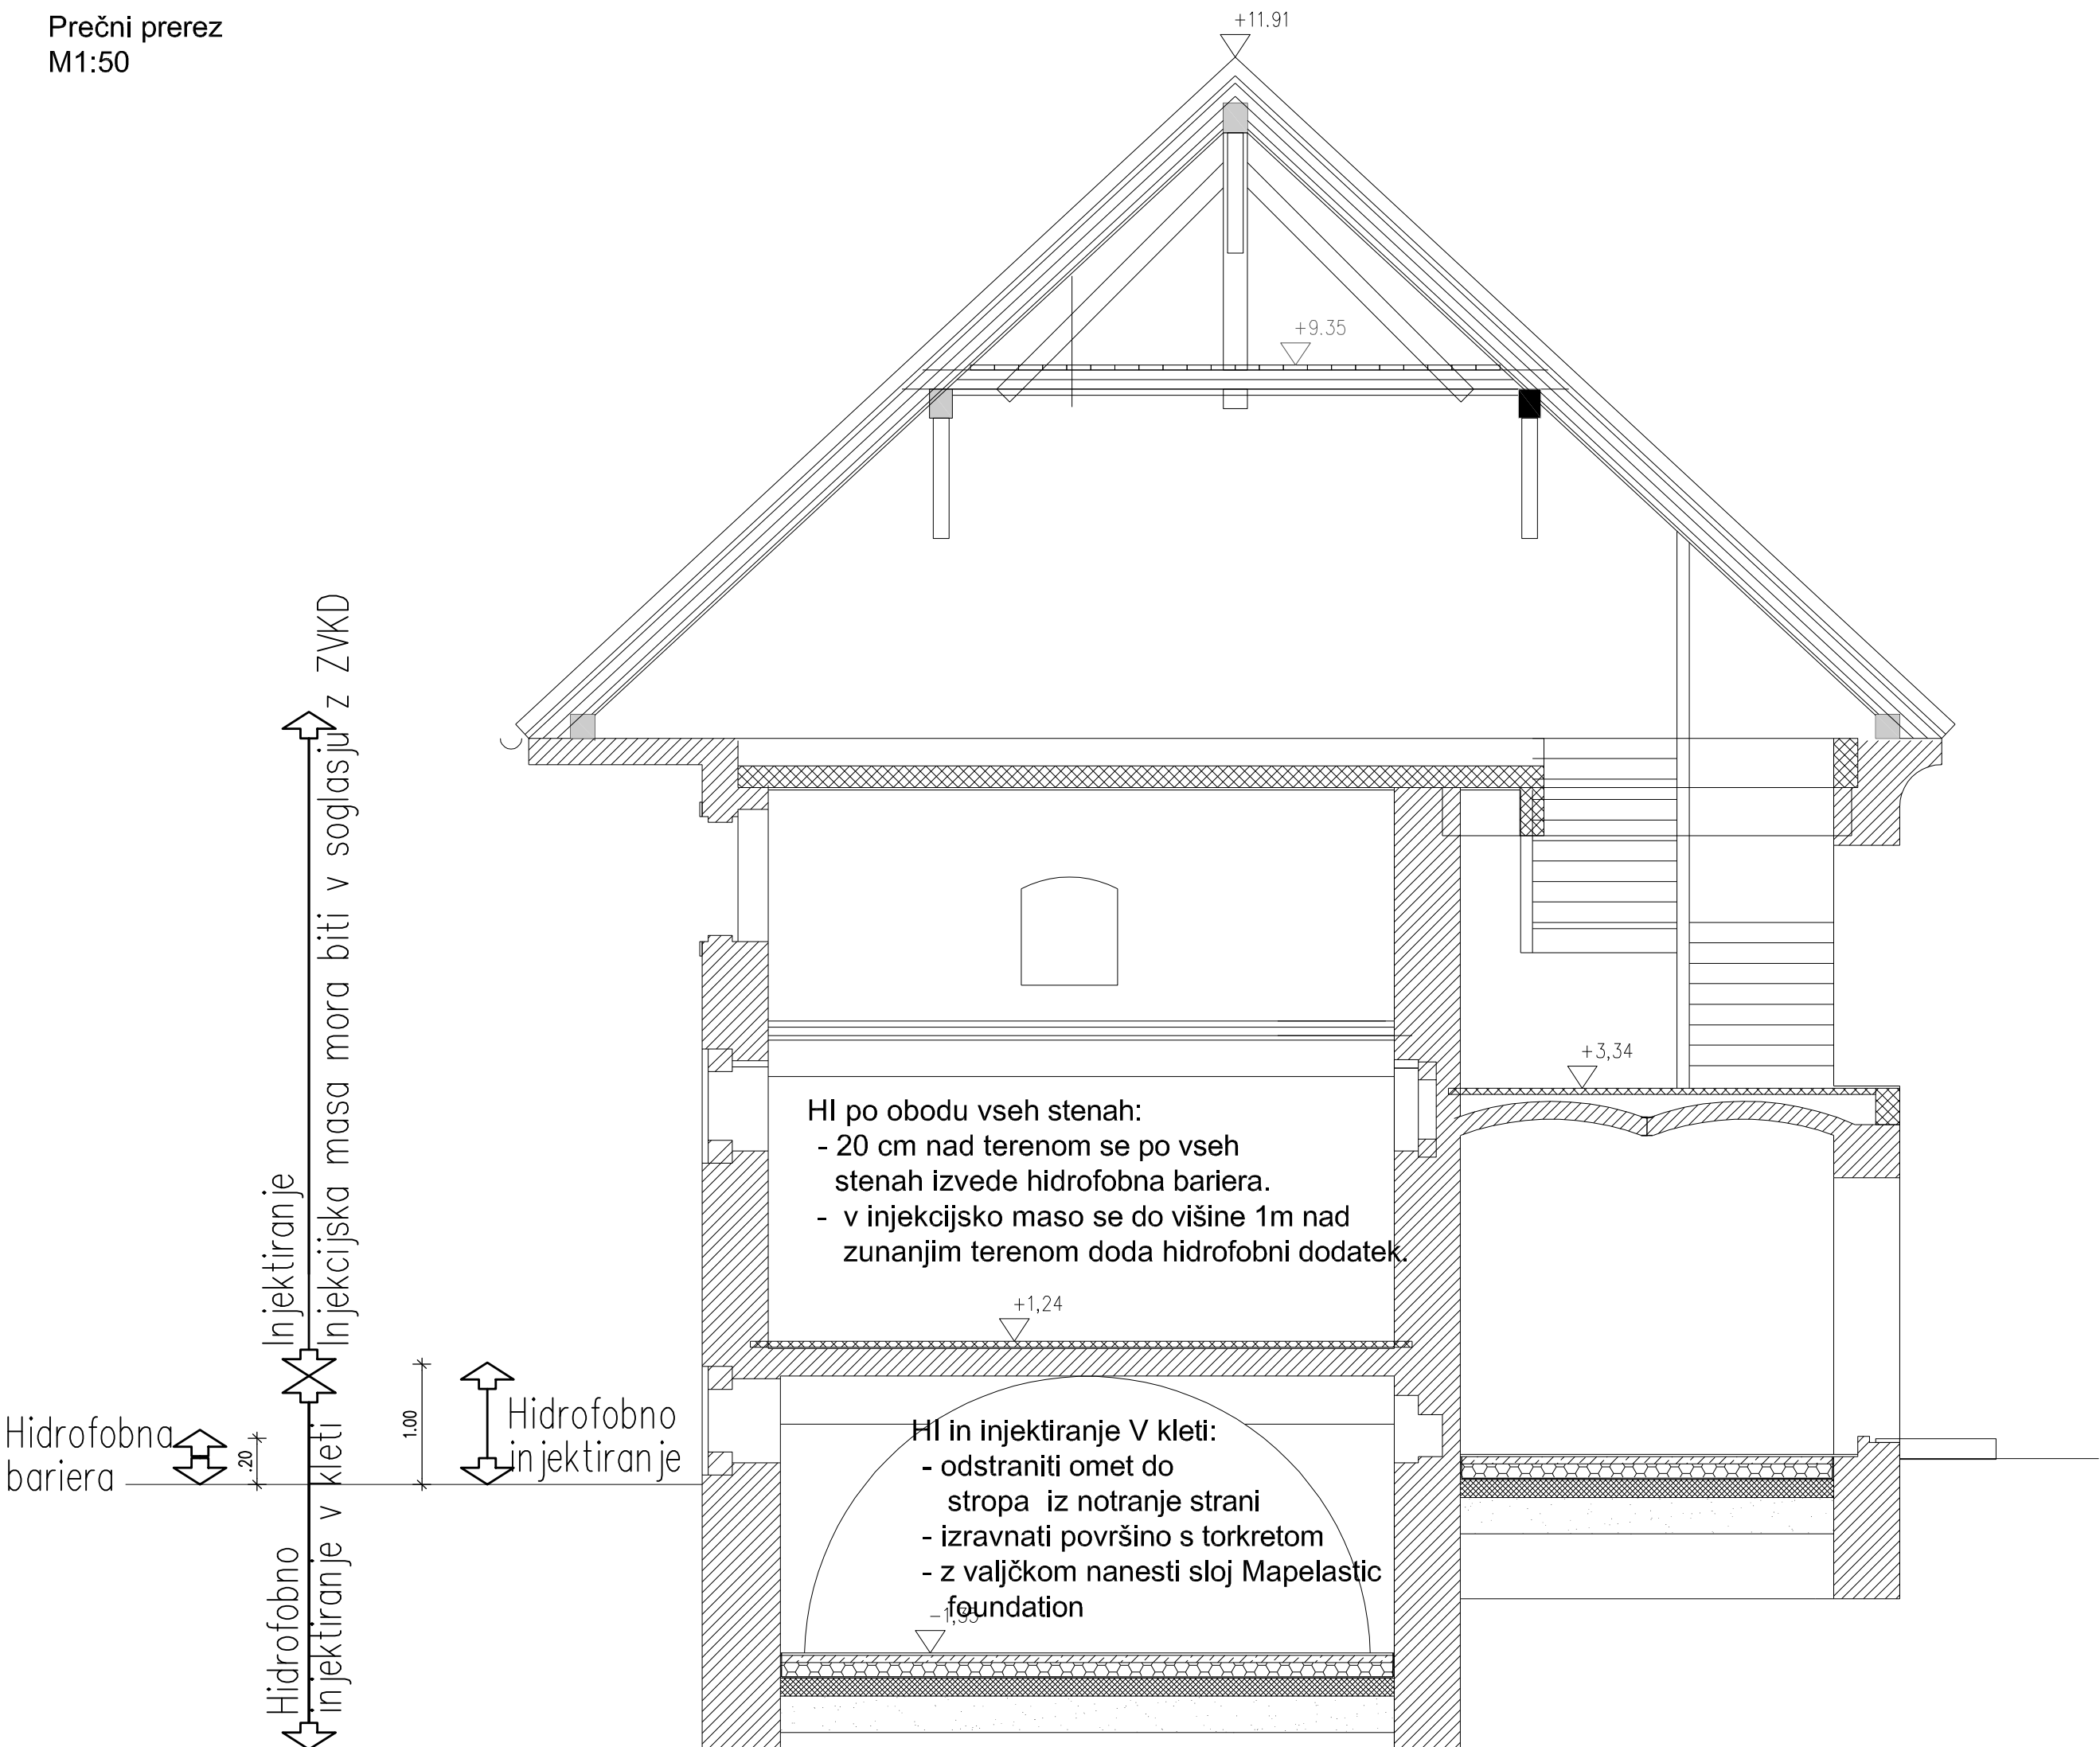 Prečni prerez
M1:50
+11.91
+9.35
Injektiranje
Injekcijska masa mora biti v soglasju z ZVKD
+3,34
HI po obodu vseh stenah:
- 20 cm nad terenom se po vseh
stenah izvede hidrofobna bariera.
- v injekcijsko maso se do višine 1m nad
zunanjim terenom doda hidrofobni dodatek.
+1,24
Hidrofobna
bariera
.20
1.00
Hidrofobno
injektiranje
Hidrofobno
injektiranje v kleti
HI in injektiranje V kleti:
- odstraniti omet do
stropa iz notranje strani
- izravnati površino s torkretom
- z valjčkom nanesti sloj Mapelastic
foundation